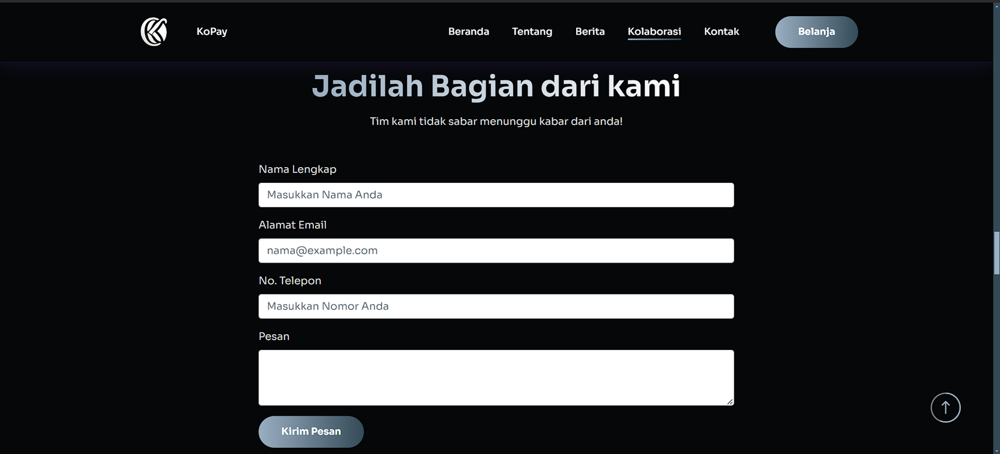 KoPay
Beranda Tentang Berita Kolaborasi Kontak Belanja
Jadilah Bagian dari kami
Tim kami tidak sabar menunggu kabar dari anda!
Nama Lengkap
Masukkan Nama Anda
Alamat Email
nama@example.com
No. Telepon
Masukkan Nomor Anda
Pesan
Kirim Pesan